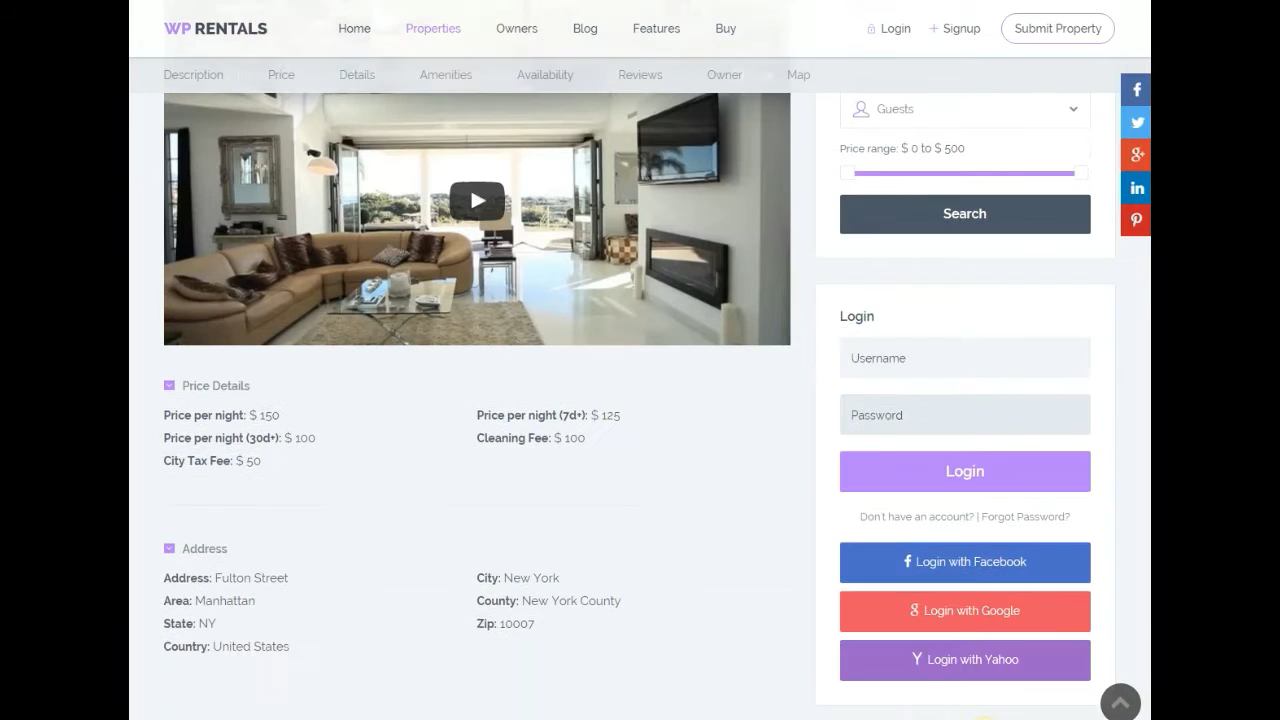 WP RENTALS
Home Properties Owners Blog Features Buy
Login + Signup Submit Property
Description Price Details Amenities Availability Reviews Owner Map
Guests
Price range: $ 0 to $ 500
Search
Login
Username
Password
Login
Don't have an account? | Forgot Password?
Login with Facebook
Login with Google
Login with Yahoo
Price Details
Price per night: $ 150 Price per night (7d+): $ 125
Price per night (30d+): $ 100 Cleaning Fee: $ 100
City Tax Fee: $ 50
Address
Address: Fulton Street City: New York
Area: Manhattan County: New York County
State: NY Zip: 10007
Country: United States